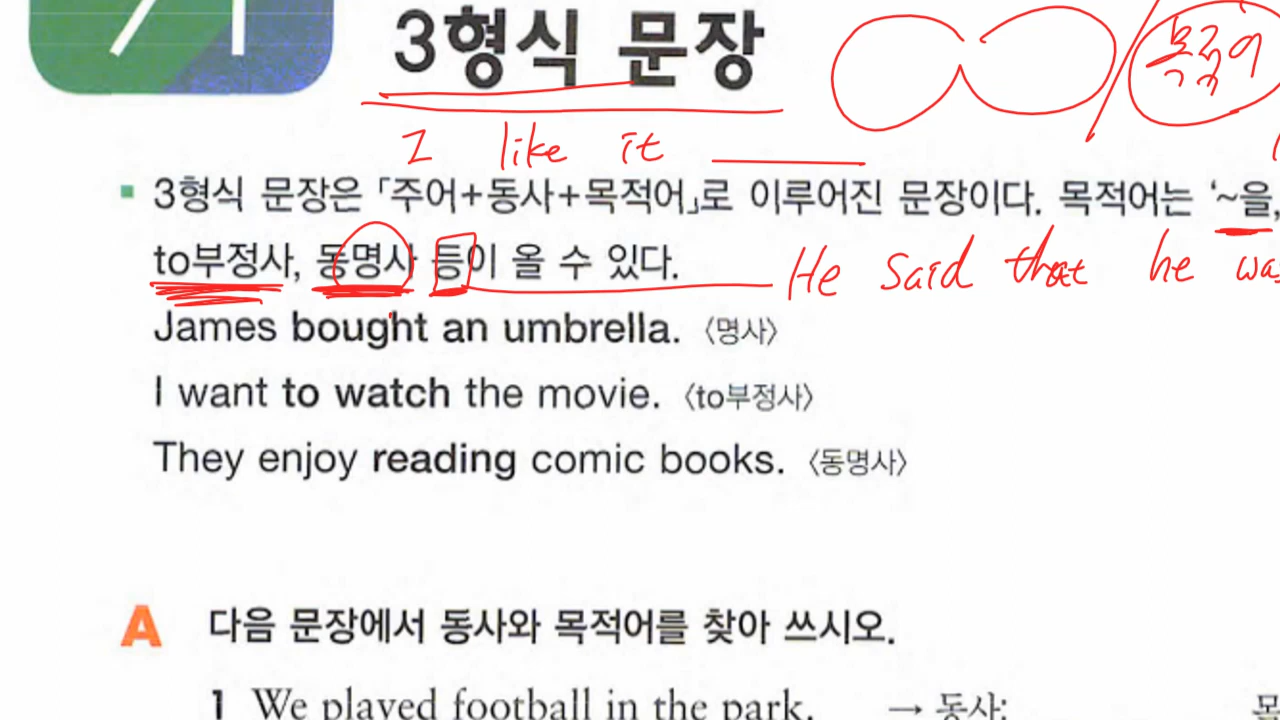 3형식 문장
목적어
I like it
3형식 문장은 「주어+동사+목적어」로 이루어진 문장이다. 목적어는 '~을,
to부정사, 동명사 등이 올 수 있다.
He said that he was
James bought an umbrella. 〈명사〉
I want to watch the movie. 〈to부정사〉
They enjoy reading comic books. 〈동명사〉
A 다음 문장에서 동사와 목적어를 찾아 쓰시오.
1 We played football in the park. → 동사: